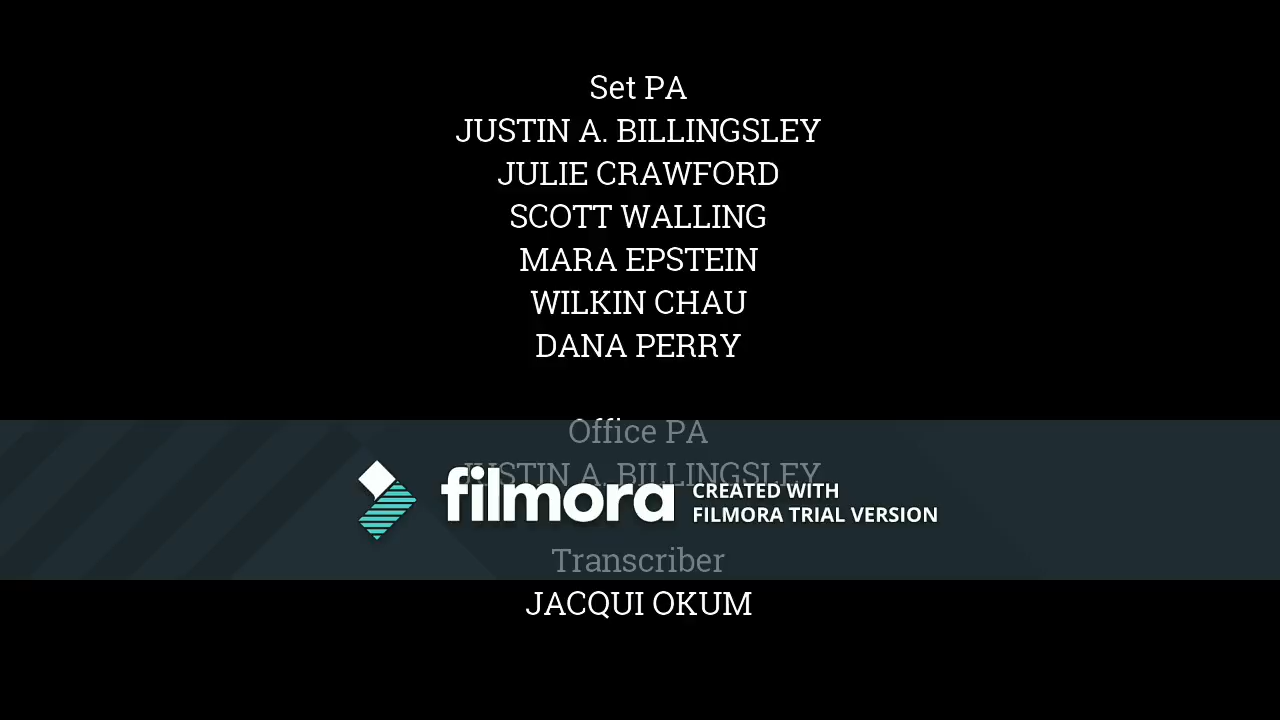 Set PA
JUSTIN A. BILLINGSLEY
JULIE CRAWFORD
SCOTT WALLING
MARA EPSTEIN
WILKIN CHAU
DANA PERRY
Office PA
JUSTIN A. BILLINGSLEY
filmora
CREATED WITH
FILMORA TRIAL VERSION
Transcriber
JACQUI OKUM